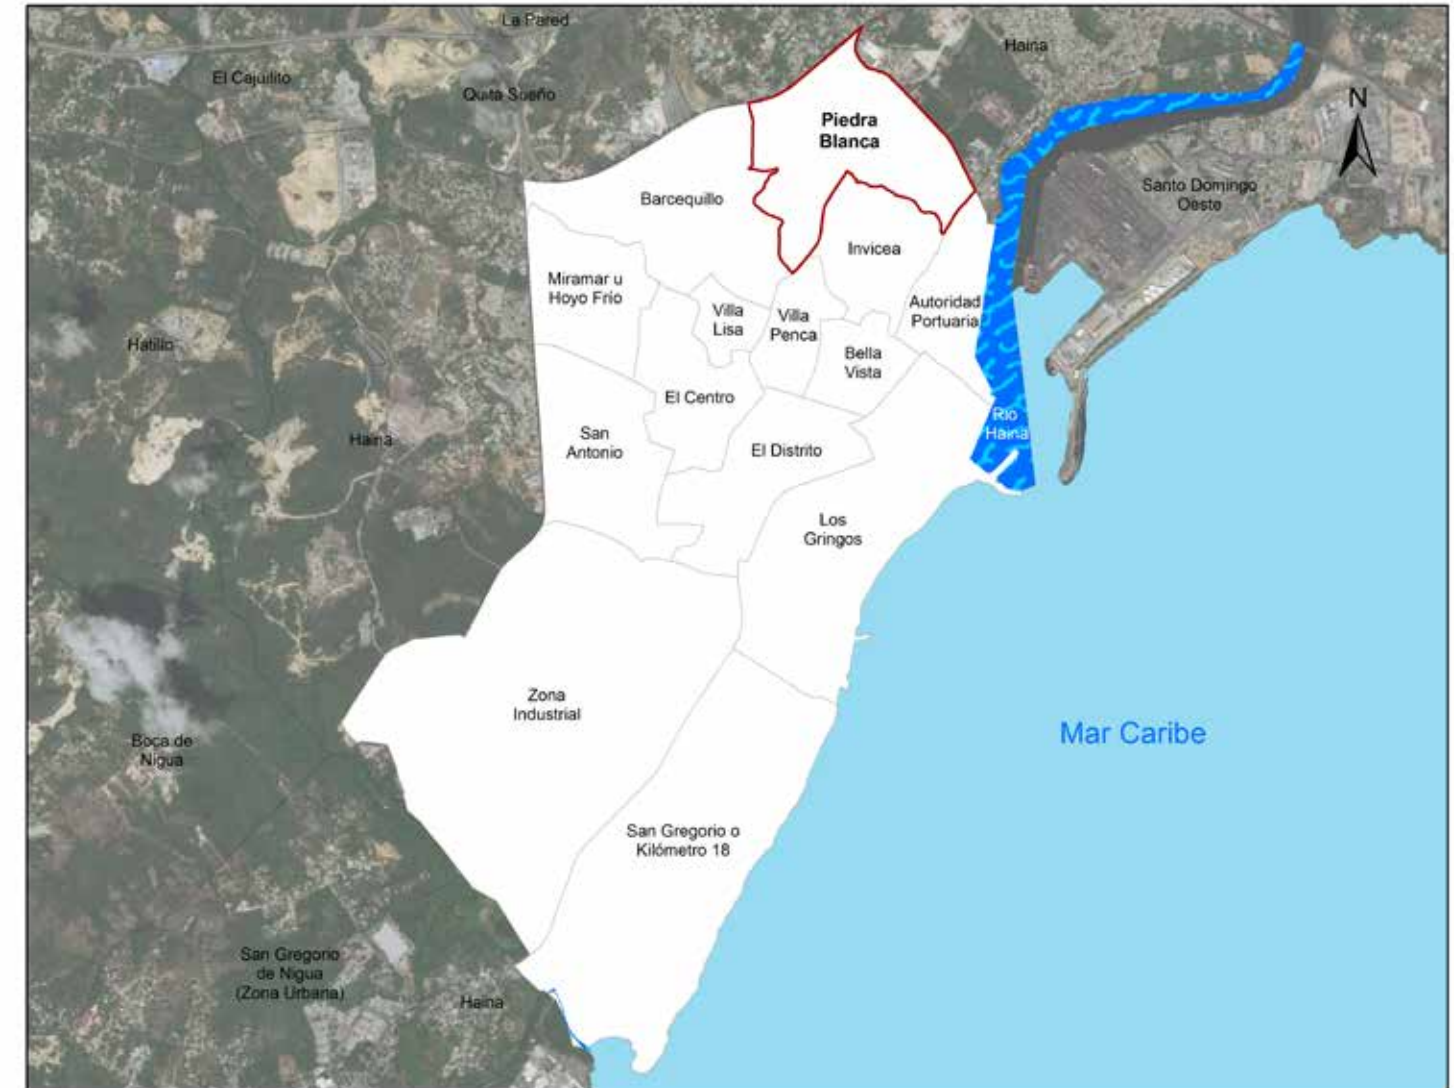 La Pared
Haina
El Cajuilito
Quita Sueño
N
Piedra
Blanca
Santo Domingo
Oeste
Barcequillo
Invicea
Miramar u
Hoyo Frío
Autoridad
Portuaria
Villa
Lisa
Villa
Penca
Hatillo
Bella
Vista
El Centro
Río
Haina
San
Antonio
Haina
El Distrito
Los
Gringos
Zona
Industrial
Mar Caribe
Boca de
Nigua
San Gregorio o
Kilómetro 18
San Gregorio
de Nigua
(Zona Urbana)
Haina